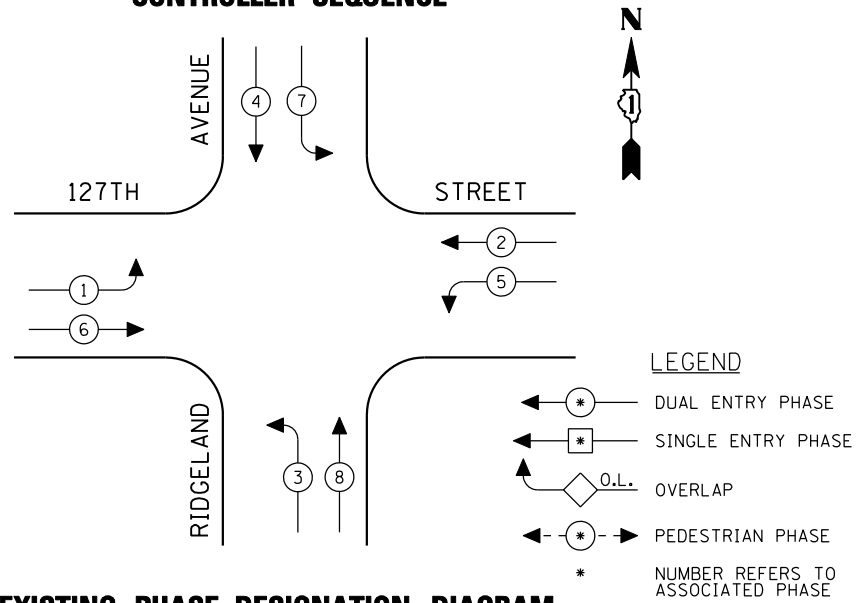 CONTROLLER SEQUENCE
N
1
AVENUE
4
7
127TH
STREET
2
5
1
6
RIDGELAND
3
8
LEGEND
* DUAL ENTRY PHASE
* SINGLE ENTRY PHASE
O.L. OVERLAP
* PEDESTRIAN PHASE
* NUMBER REFERS TO
ASSOCIATED PHASE
EXISTING PHASE DESIGNATION DIAGRAM